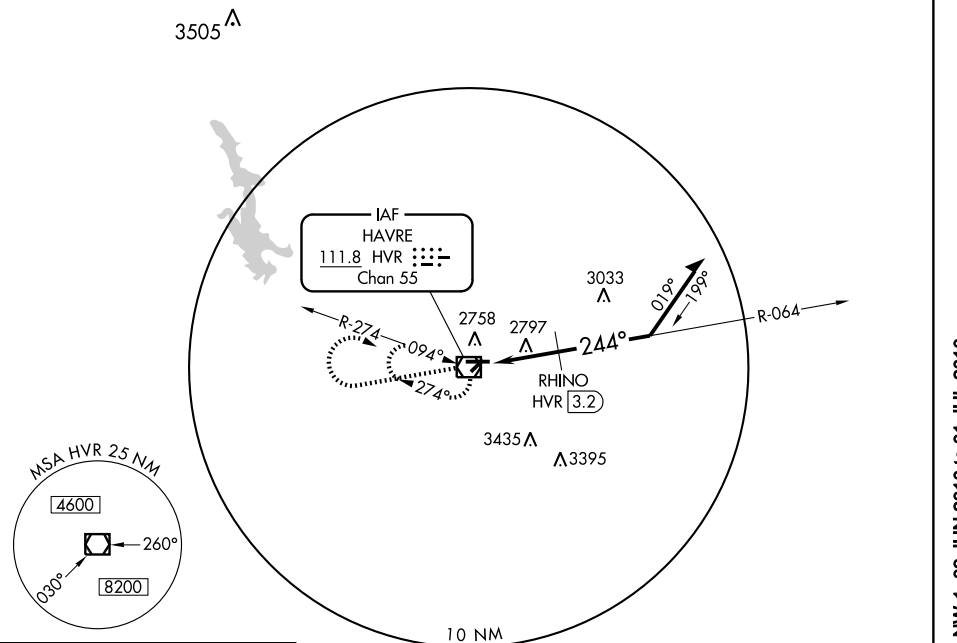 3505
IAF
HAVRE
111.8 HVR
Chan 55
3033
019°
199°
2758
2797
R-274
094°
244°
R-064
274°
RHINO
HVR 3.2
3435
3395
MSA HVR 25 NM
4600
260°
030°
8200
10 NM